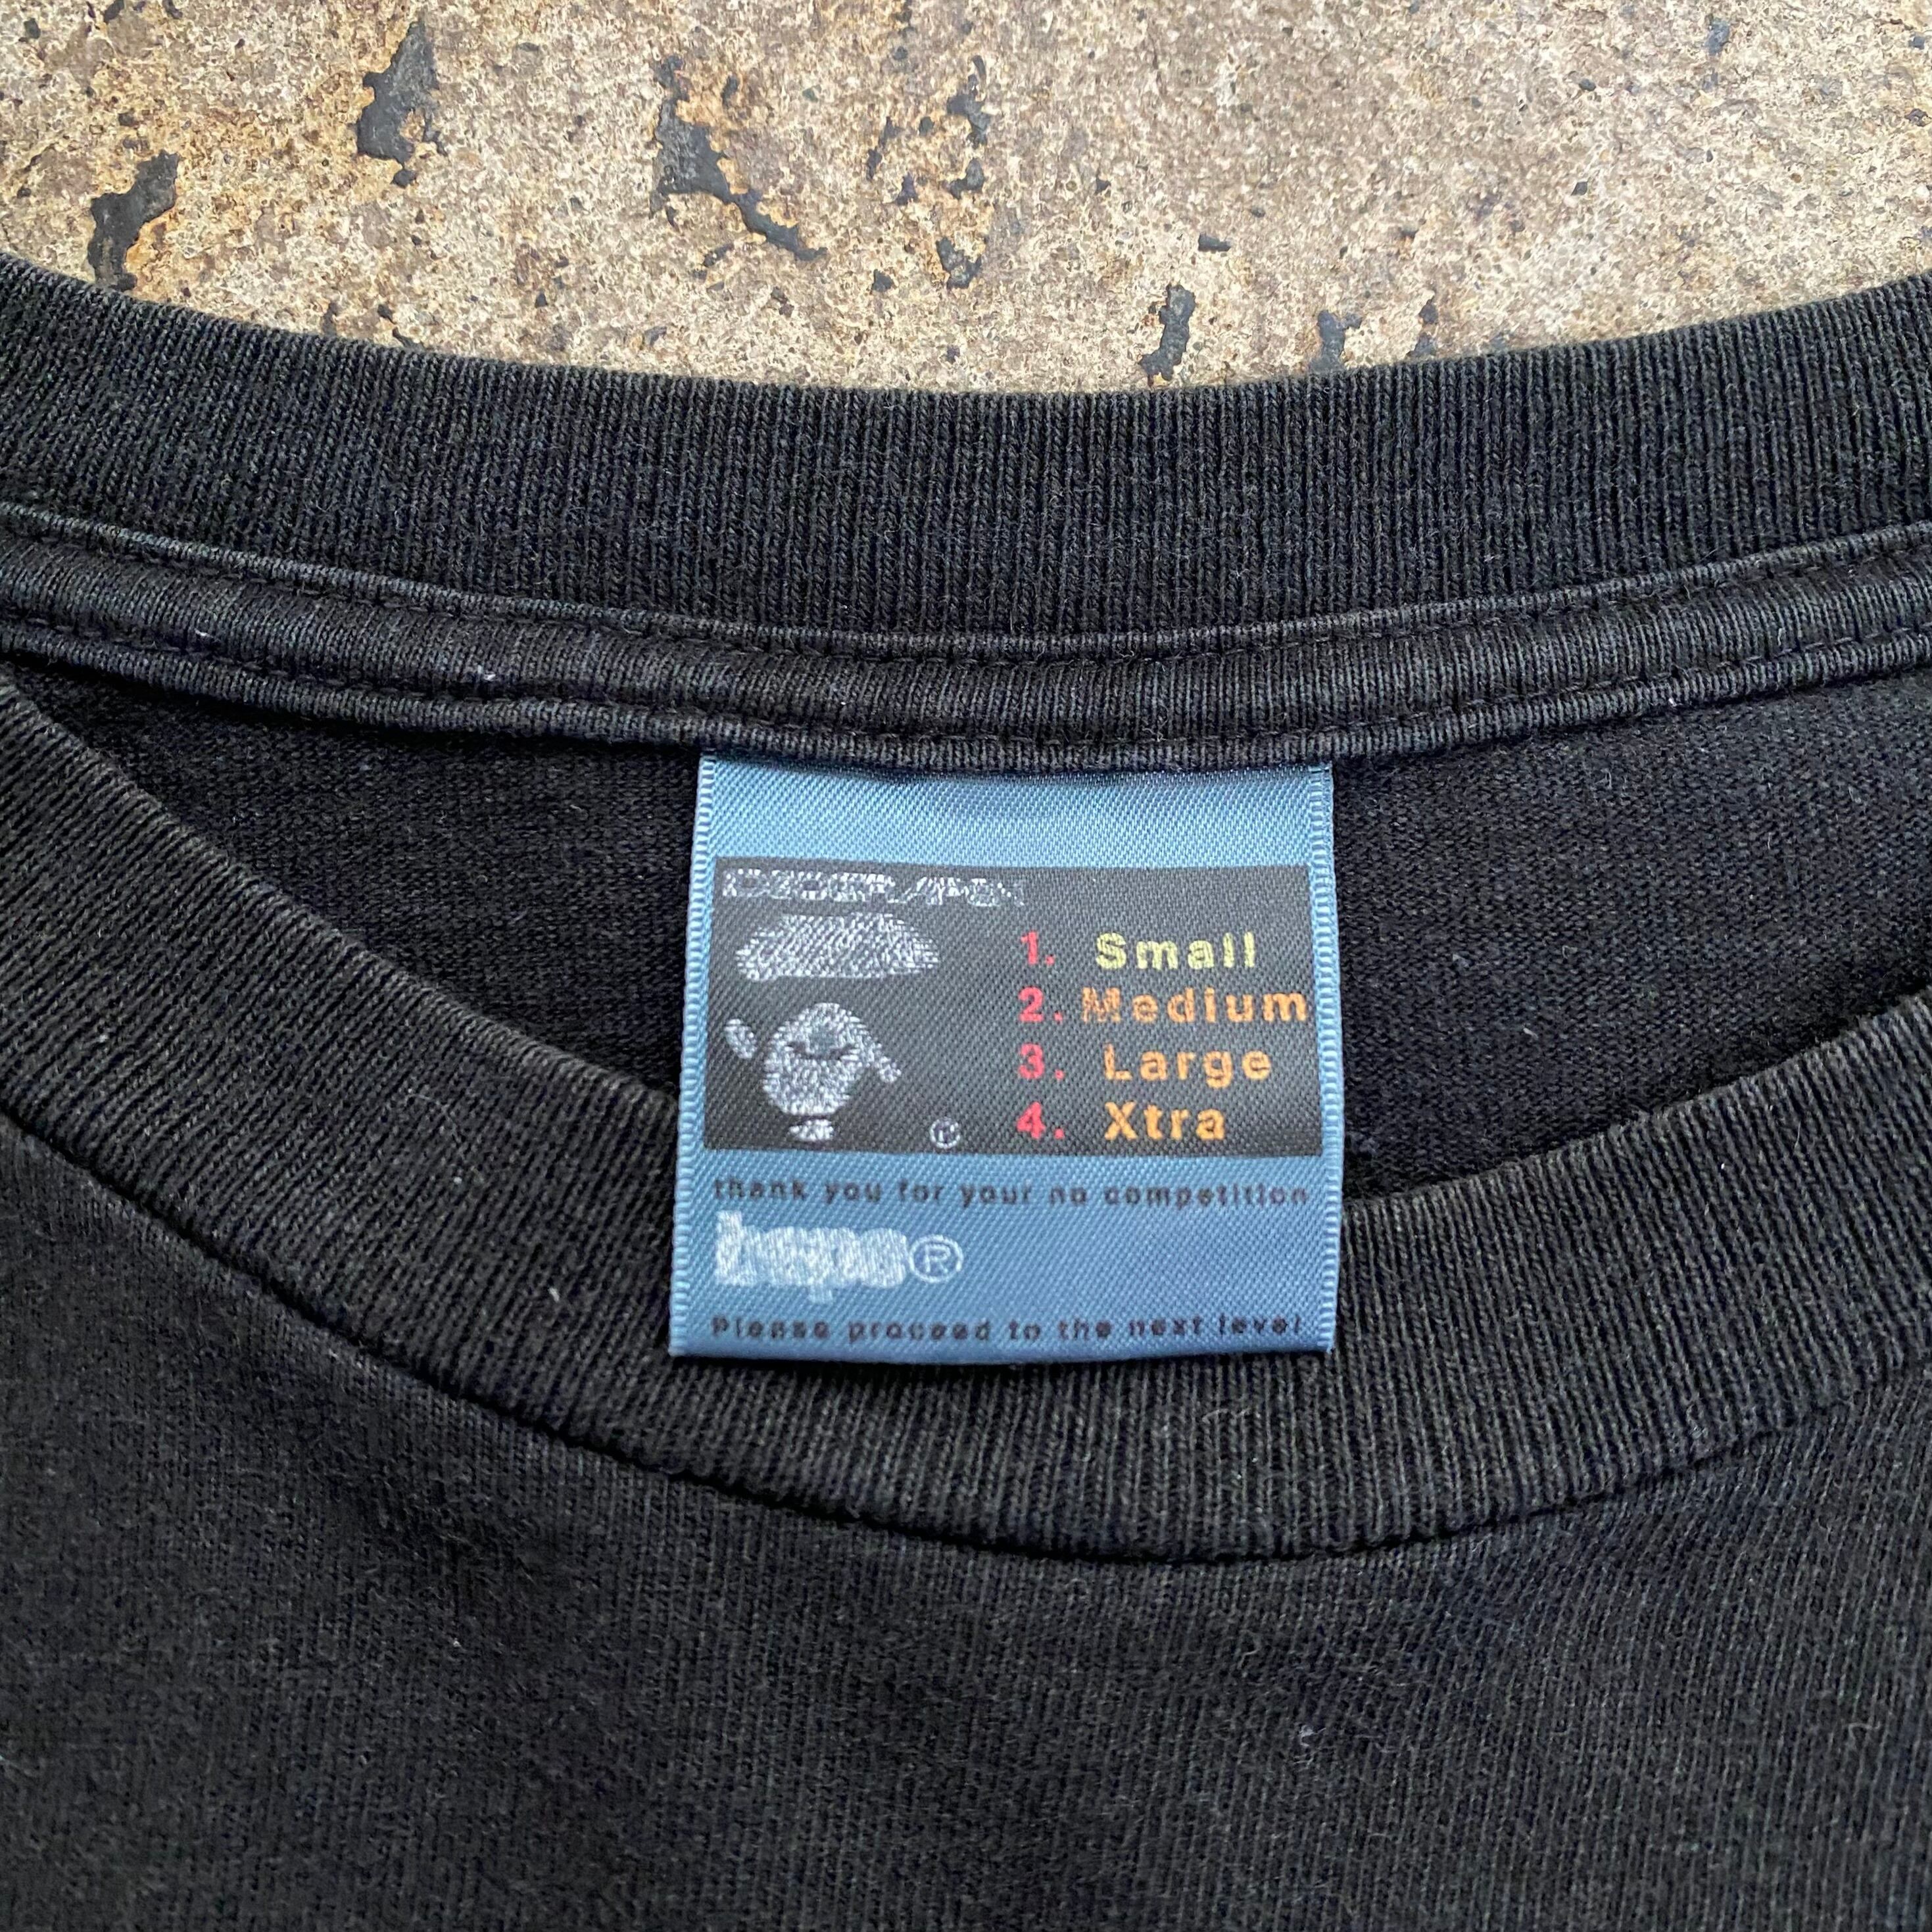 1. Small
2. Medium
3. Large
4. Xtra
®
thank you for your no competition
®
Please proceed to the next level